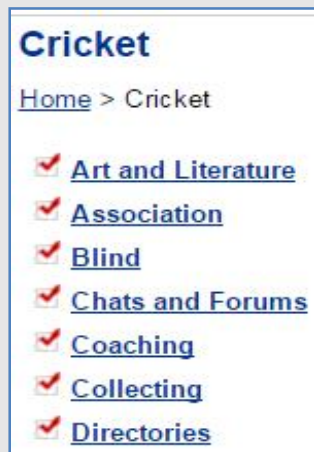 Cricket
Home > Cricket
Art and Literature
Association
Blind
Chats and Forums
Coaching
Collecting
Directories